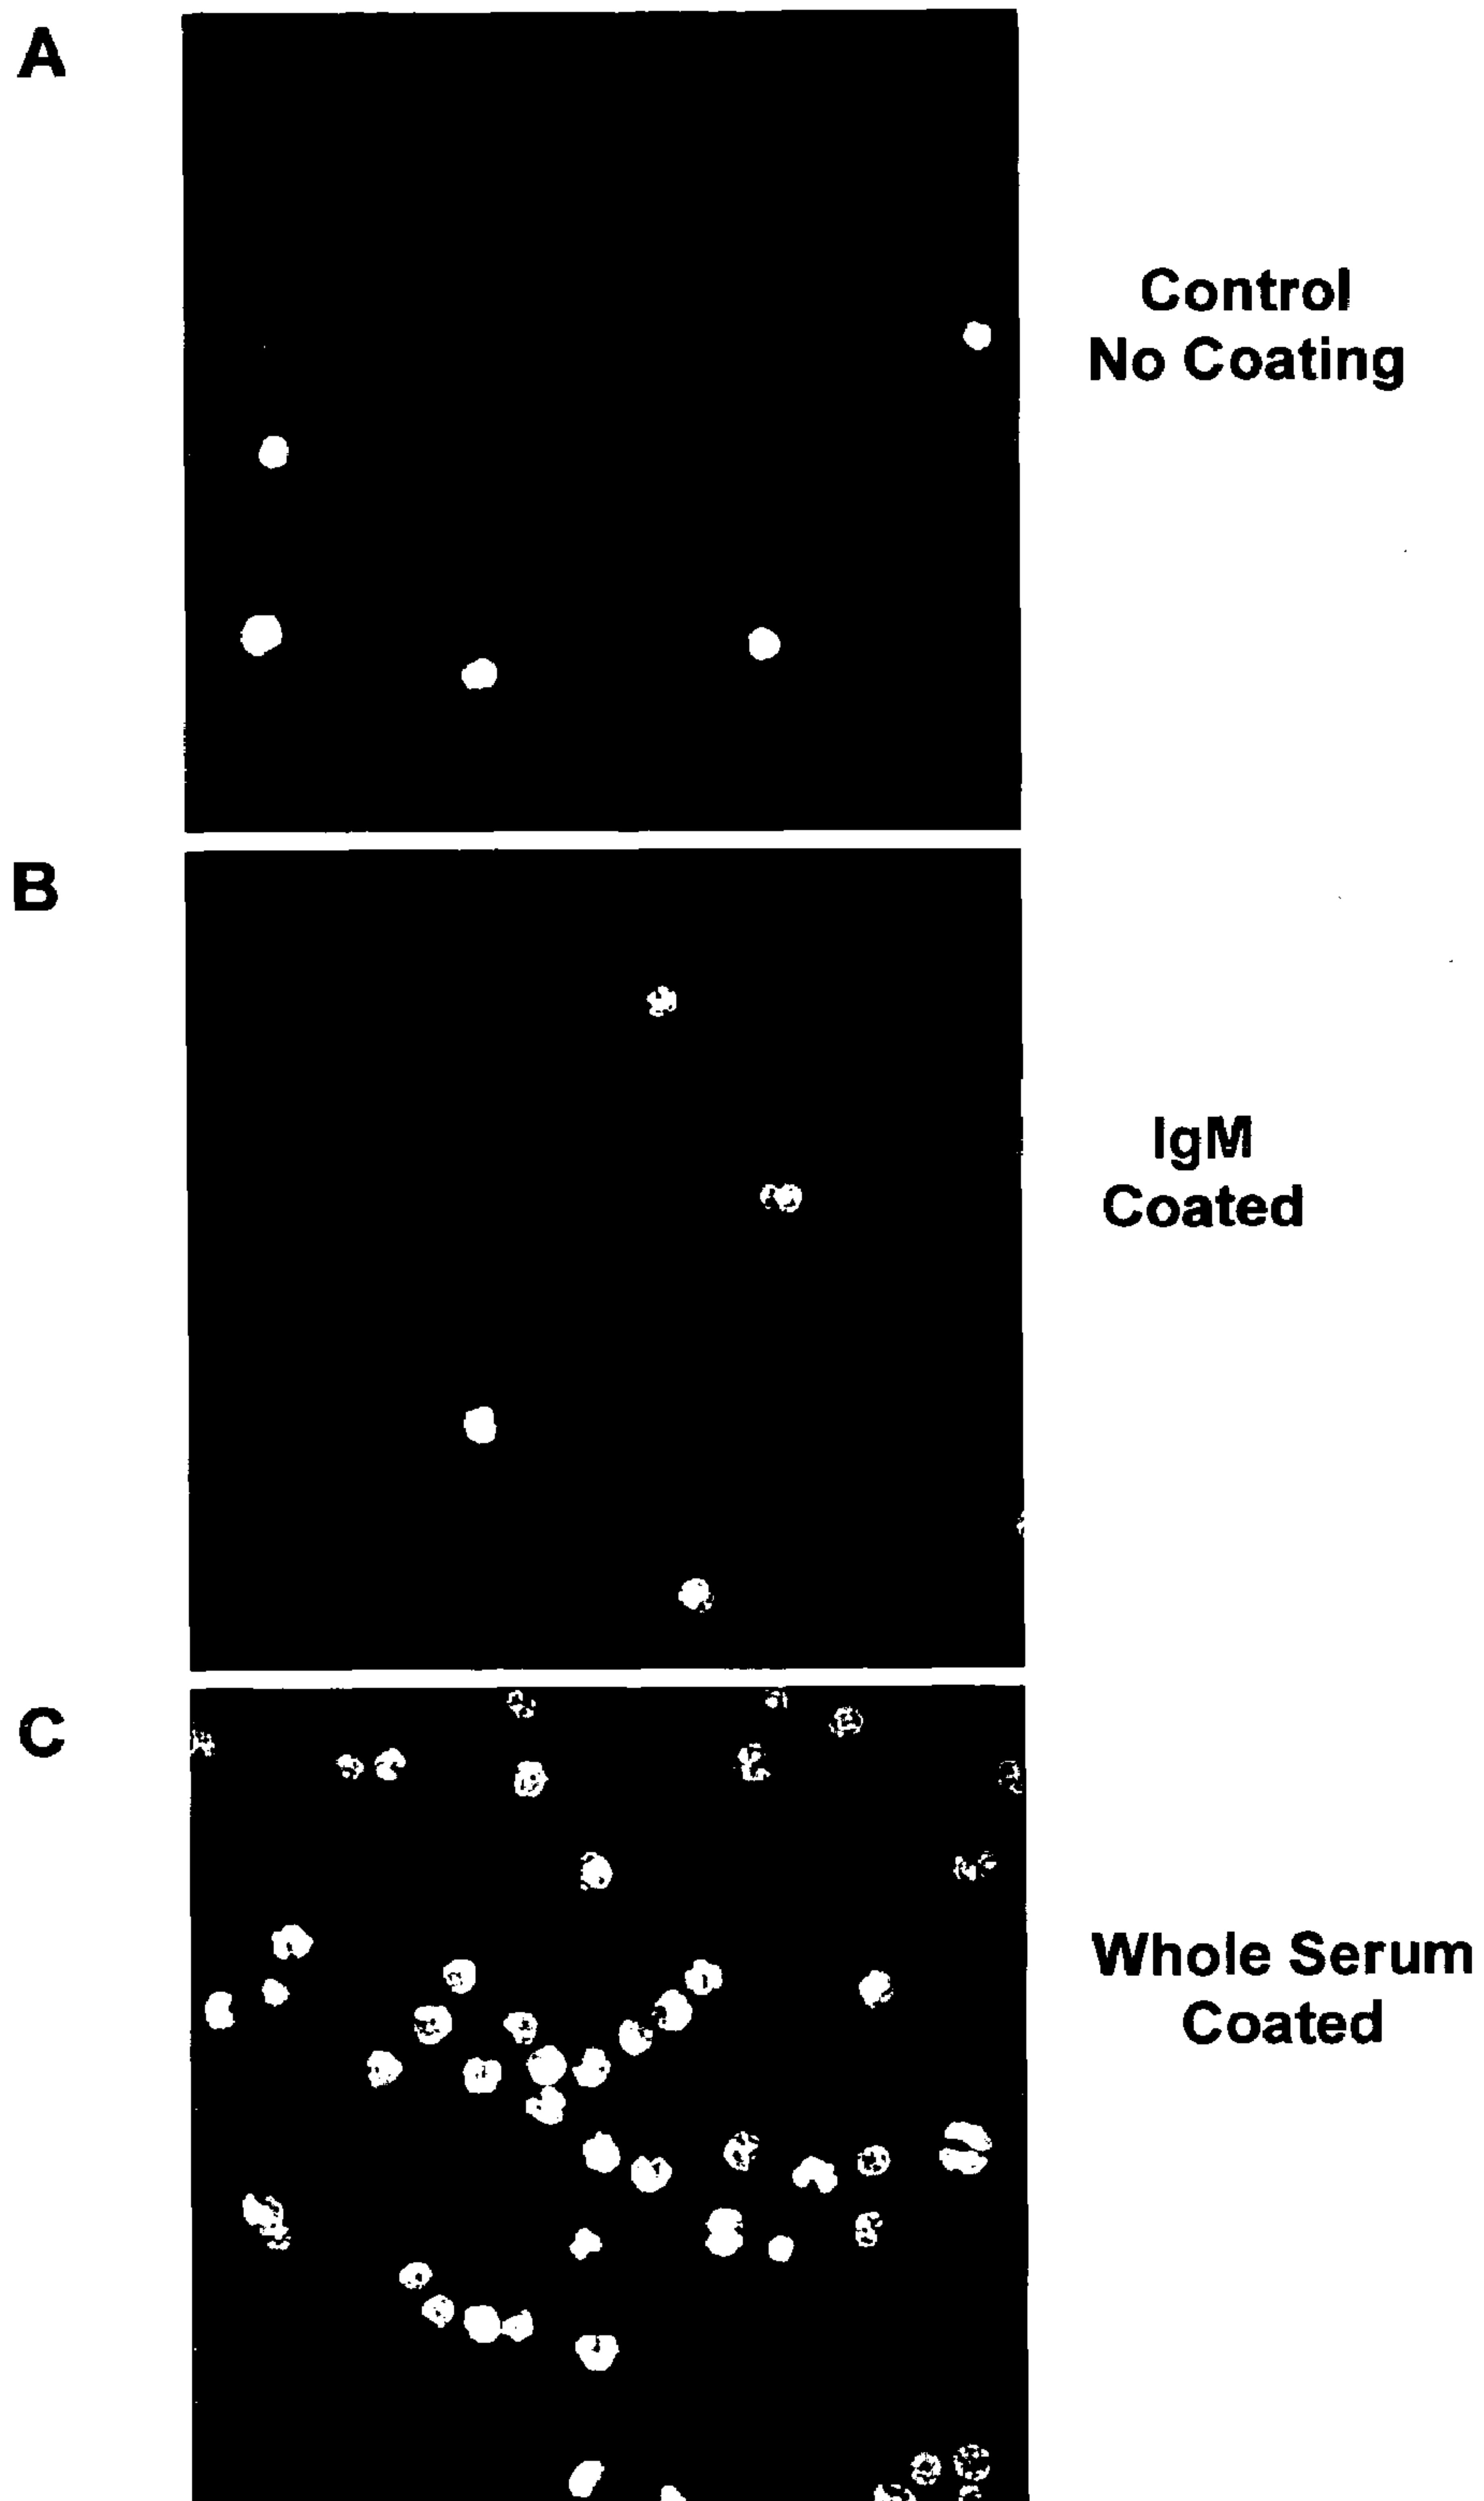 A
Control
No Coating
B
IgM
Coated
C
Whole Serum
Coated